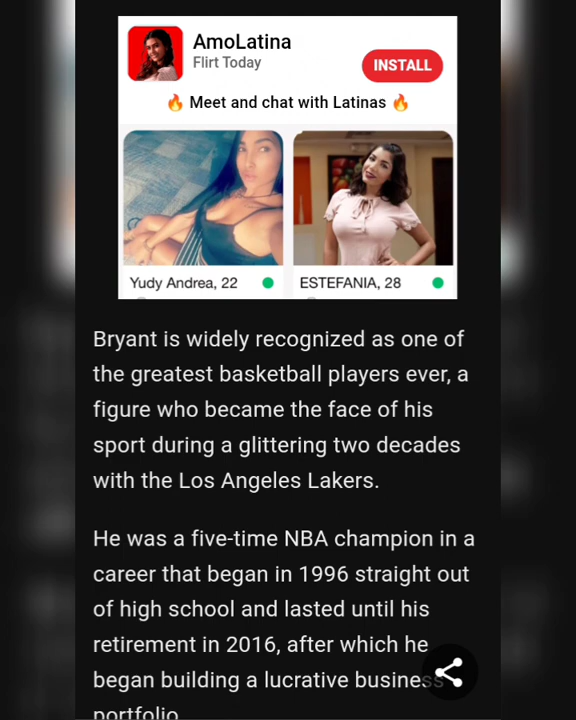 AmoLatina
Flirt Today
INSTALL
🔥 Meet and chat with Latinas 🔥
Yudy Andrea, 22
ESTEFANIA, 28
Bryant is widely recognized as one of
the greatest basketball players ever, a
figure who became the face of his
sport during a glittering two decades
with the Los Angeles Lakers.
He was a five-time NBA champion in a
career that began in 1996 straight out
of high school and lasted until his
retirement in 2016, after which he
began building a lucrative business
portfolio